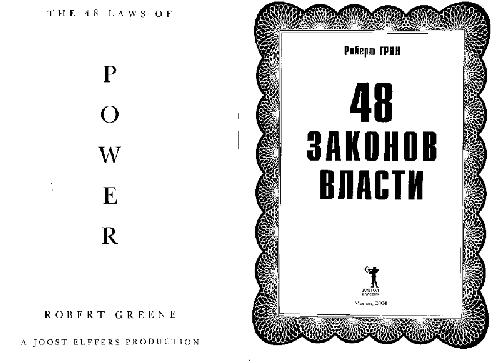 THE 48 LAWS OF
P
O
W
E
R
ROBERT GREENE
A JOOST ELFFERS PRODUCTION
Роберт ГРИН
48
ЗАКОНОВ
ВЛАСТИ